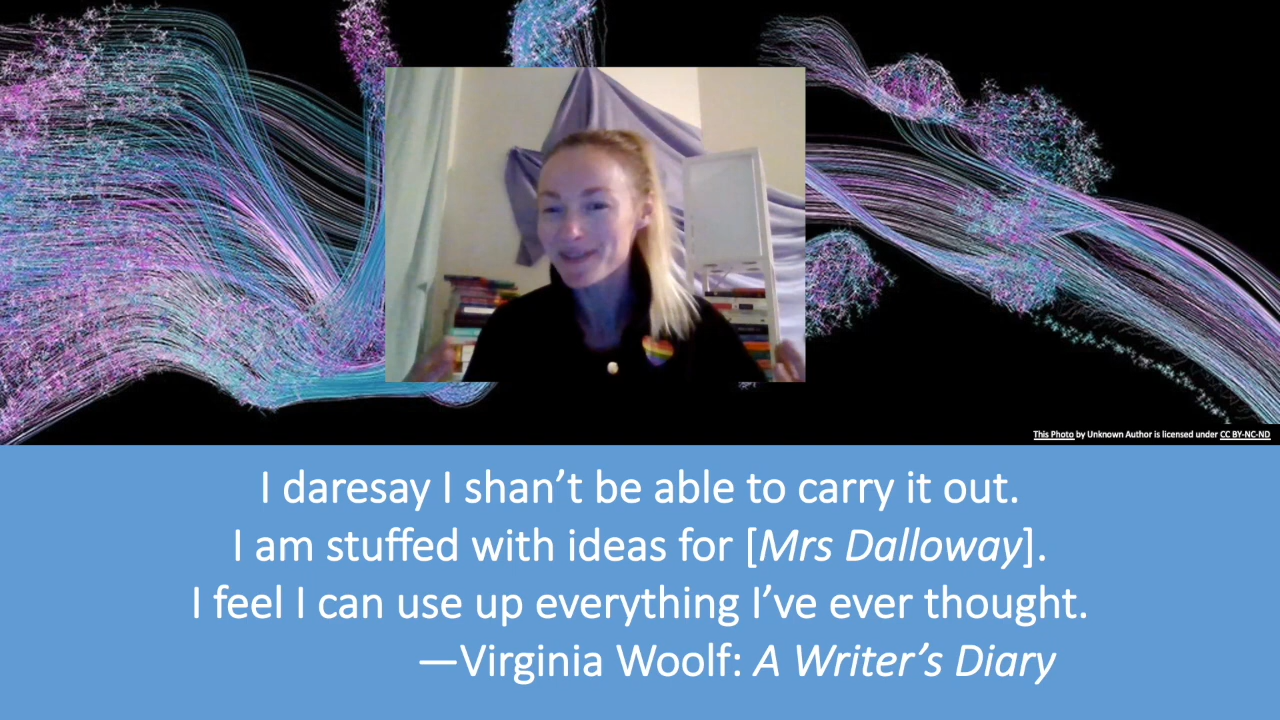 This Photo by Unknown Author is licensed under CC BY-NC-ND
I daresay I shan’t be able to carry it out.
I am stuffed with ideas for [Mrs Dalloway].
I feel I can use up everything I’ve ever thought.
—Virginia Woolf: A Writer’s Diary